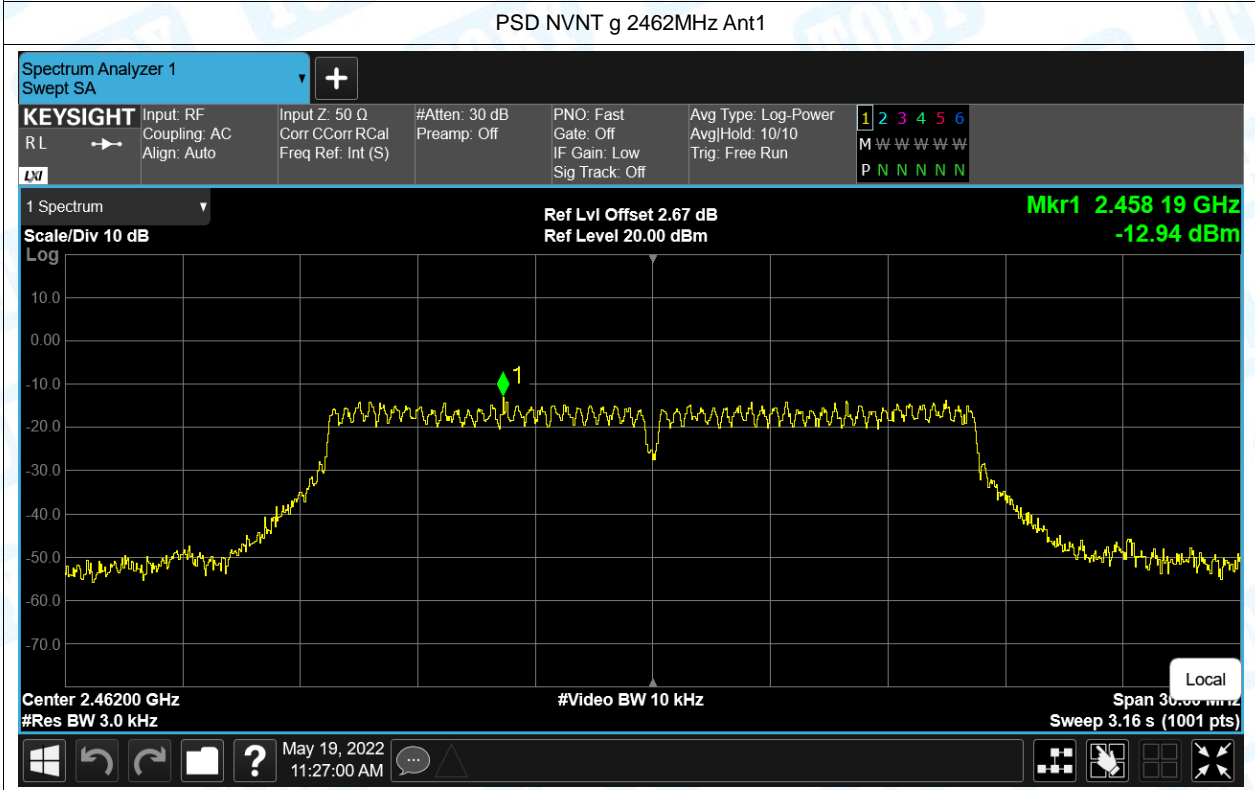 PSD NVNT g 2462MHz Ant1
Spectrum Analyzer 1
Swept SA
+
KEYSIGHT
R L
LXI
Input: RF
Coupling: AC
Align: Auto
Input Z: 50 Ω
Corr CCorr RCal
Freq Ref: Int (S)
#Atten: 30 dB
Preamp: Off
PNO: Fast
Gate: Off
IF Gain: Low
Sig Track: Off
Avg Type: Log-Power
Avg|Hold: 10/10
Trig: Free Run
1 2 3 4 5 6
M W W W W W W
P N N N N N N
1 Spectrum
Scale/Div 10 dB
Ref Lvl Offset 2.67 dB
Ref Level 20.00 dBm
Mkr1 2.458 19 GHz
-12.94 dBm
Log
10.0
0.00
-10.0
-20.0
-30.0
-40.0
-50.0
-60.0
-70.0
1
Local
Center 2.46200 GHz
#Video BW 10 kHz
Span 30.00 MHz
#Res BW 3.0 kHz
Sweep 3.16 s (1001 pts)
?
May 19, 2022
11:27:00 AM